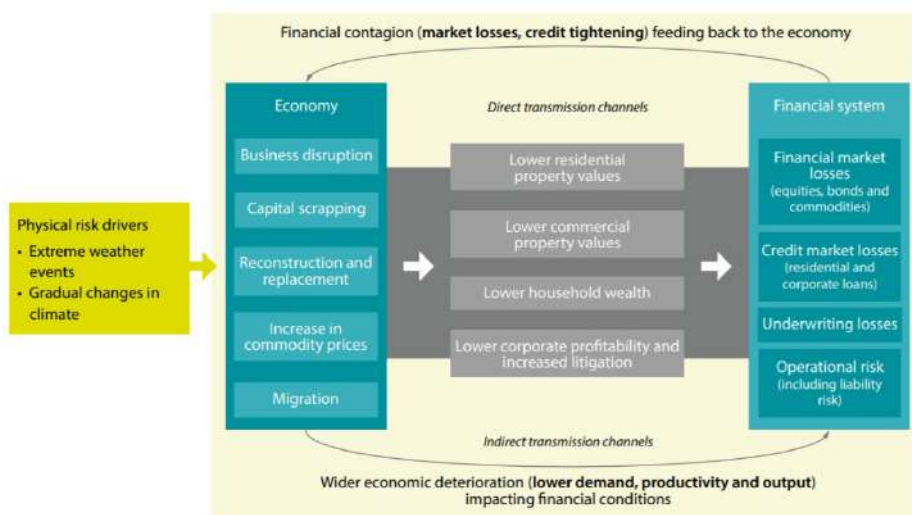 Financial contagion (market losses, credit tightening) feeding back to the economy
Economy
Direct transmission channels
Financial system
Business disruption
Capital scrapping
Reconstruction and
replacement
Increase in
commodity prices
Migration
Lower residential
property values
Lower commercial
property values
Lower household wealth
Lower corporate profitability and
increased litigation
Financial market
losses
(equities, bonds and
commodities)
Credit market losses
(residential and
corporate loans)
Underwriting losses
Operational risk
(including liability
risk)
Physical risk drivers
• Extreme weather
events
• Gradual changes in
climate
Indirect transmission channels
Wider economic deterioration (lower demand, productivity and output)
impacting financial conditions